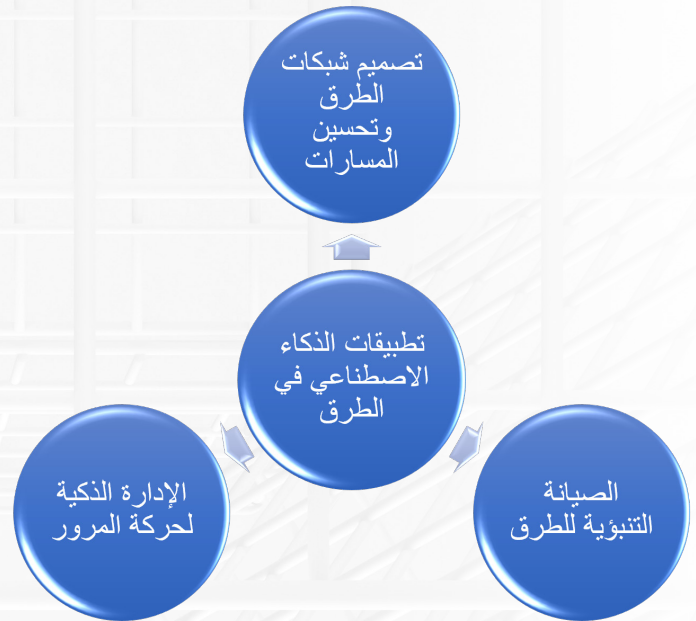 تصميم شبكات
الطرق
وتحسين
المسارات
تطبيقات الذكاء
الاصطناعي في
الطرق
الصيانة
التنبؤية للطرق
الإدارة الذكية
لحركة المرور